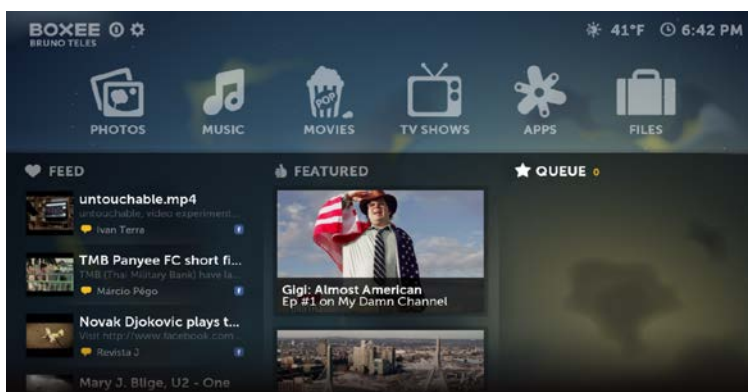 BOXEE
BRUNO TELES
41°F 6:42 PM
POP
PHOTOS MUSIC MOVIES TV SHOWS APPS FILES
FEED
untouchable.mp4
untouchable, video experiment...
Ivan Terra
TMB Panyee FC short fi...
TMB (Thai Military Bank) have la...
Márcio Pêgo
Novak Djokovic plays t...
Visit http://www.facebook.com...
Revista J
Mary J. Blige, U2 - One
FEATURED
Gigi: Almost American
Ep #1 on My Damn Channel
QUEUE 0